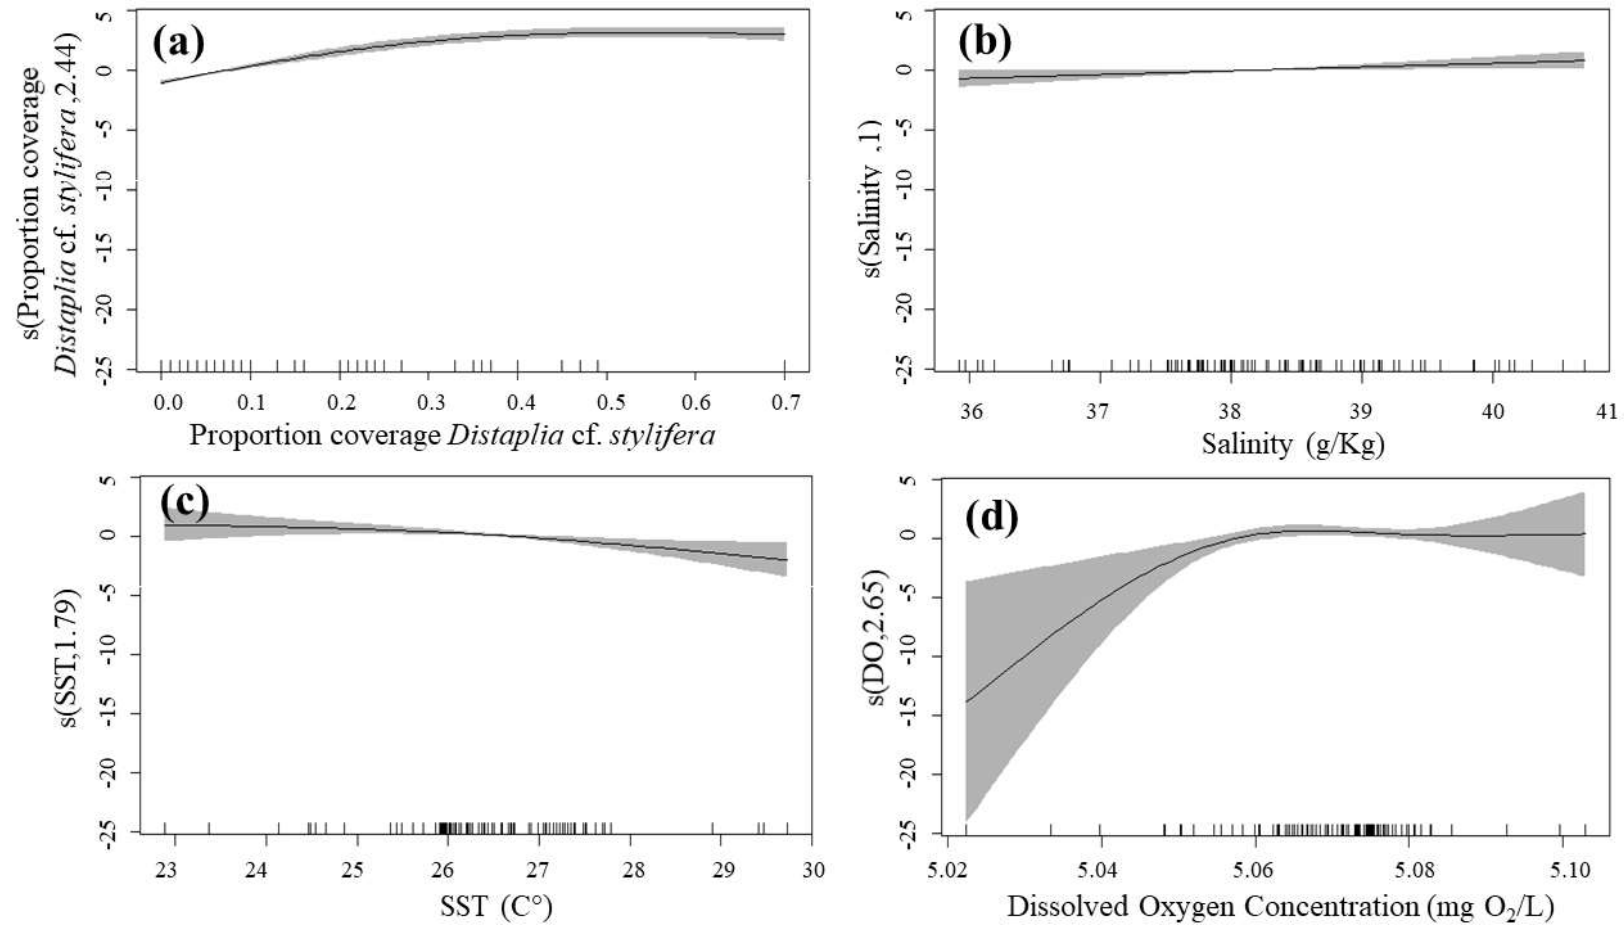 (a)
s(Proportion coverage
Distaplia cf. stylifera ,2.44)
5
0
-5
-10
-15
-20
-25
0.0 0.1 0.2 0.3 0.4 0.5 0.6 0.7
Proportion coverage Distaplia cf. stylifera
(b)
s(Salinity ,1)
5
0
-5
-10
-15
-20
-25
36 37 38 39 40 41
Salinity (g/Kg)
(c)
s(SST,1.79)
5
0
-5
-10
-15
-20
-25
23 24 25 26 27 28 29 30
SST (C°)
(d)
s(DO,2.65)
5
0
-5
-10
-15
-20
-25
5.02 5.04 5.06 5.08 5.10
Dissolved Oxygen Concentration (mg O₂/L)